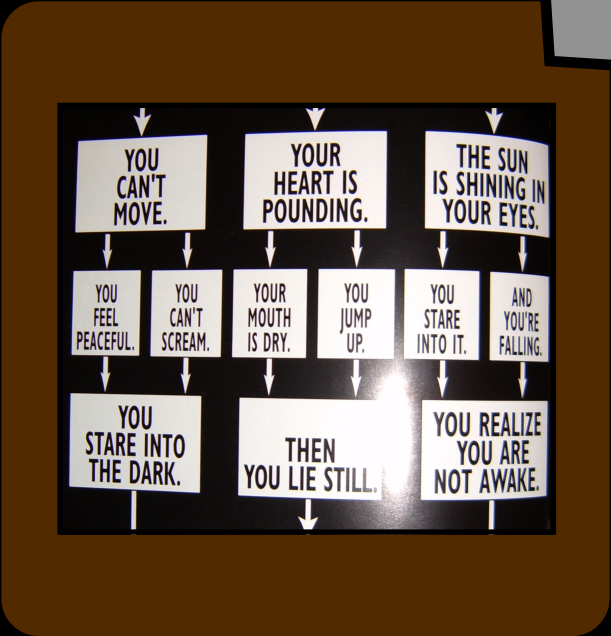 YOU
CAN'T
MOVE.
YOUR
HEART IS
POUNDING.
THE SUN
IS SHINING IN
YOUR EYES.
YOU
FEEL
PEACEFUL.
YOU
CAN'T
SCREAM.
YOUR
MOUTH
IS DRY.
YOU
JUMP
UP.
YOU
STARE
INTO IT.
AND
YOU'RE
FALLING.
YOU
STARE INTO
THE DARK.
THEN
YOU LIE STILL.
YOU REALIZE
YOU ARE
NOT AWAKE.